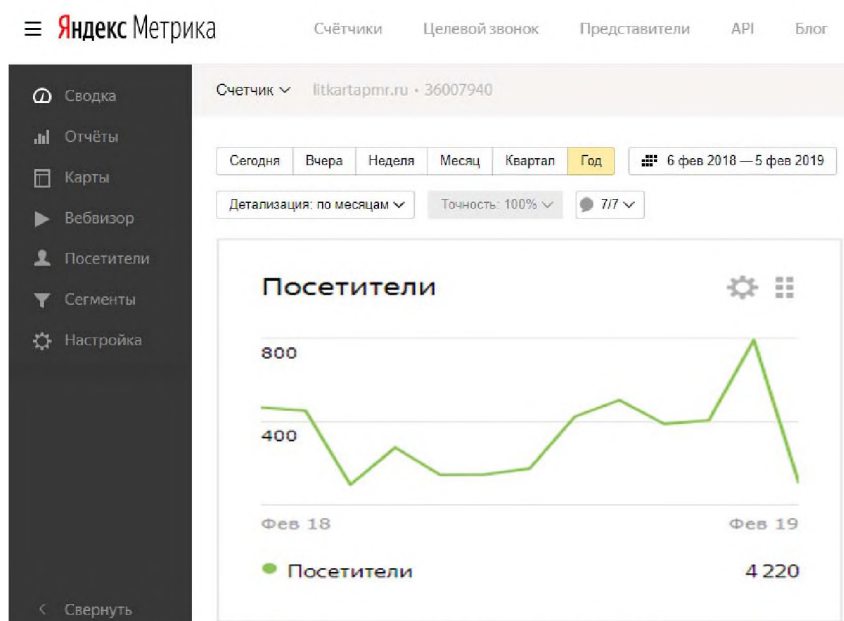 Яндекс Метрика Счётчики Целевой звонок Представители API Блог
Сводка
Отчёты
Карты
Вебвизор
Посетители
Сегменты
Настройка
Свернуть
Счетчик litkartapmr.ru • 36007940
Сегодня Вчера Неделя Месяц Квартал Год 6 фев 2018 — 5 фев 2019
Детализация: по месяцам Точность: 100% 7/7
Посетители
800
400
Фев 18 Фев 19
Посетители 4 220